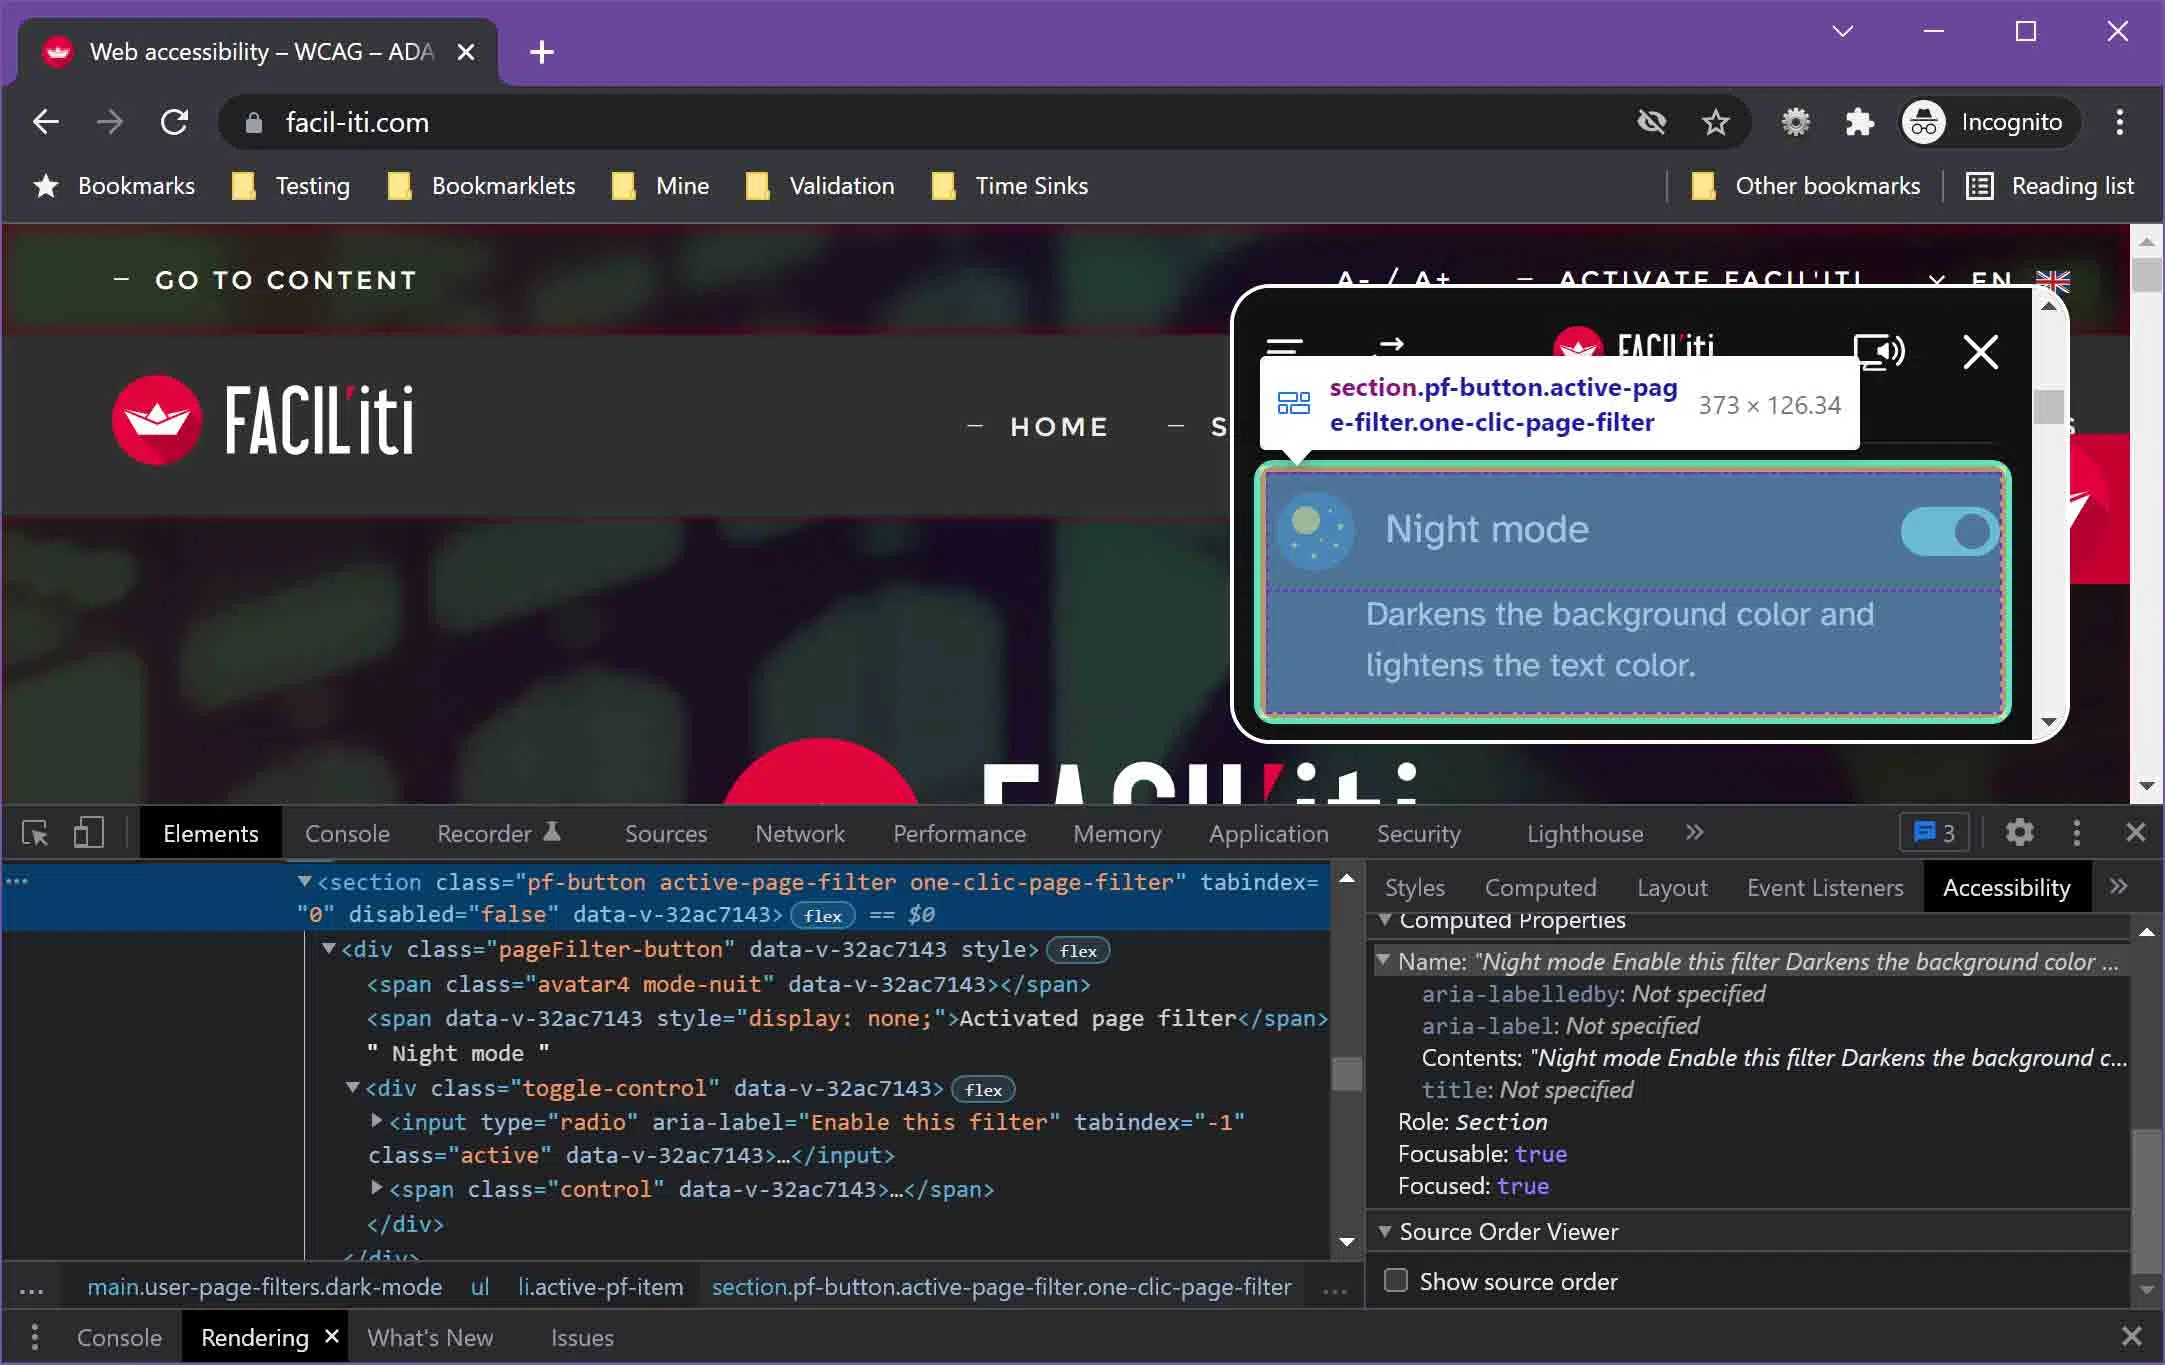 Web accessibility – WCAG – ADA
facil-iti.com
Incognito
Bookmarks
Testing
Bookmarklets
Mine
Validation
Time Sinks
Other bookmarks
Reading list
– GO TO CONTENT
A- / A+
– ACTIVATE FACIL'ITI
EN
FACIL'iti
– HOME
– S
S
FACIL'iti
section.pf-button.active-pag
e-filter.one-clic-page-filter
373 × 126.34
Night mode
Darkens the background color and
lightens the text color.
FACIL'iti
Elements
Console
Recorder
Sources
Network
Performance
Memory
Application
Security
Lighthouse
»
3
... ▼<section class="pf-button active-page-filter one-clic-page-filter" tabindex=
"0" disabled="false" data-v-32ac7143> flex == $0
▼<div class="pageFilter-button" data-v-32ac7143 style> flex
<span class="avatar4 mode-nuit" data-v-32ac7143></span>
<span data-v-32ac7143 style="display: none;">Activated page filter</span>
" Night mode "
▼<div class="toggle-control" data-v-32ac7143> flex
▶<input type="radio" aria-label="Enable this filter" tabindex="-1"
class="active" data-v-32ac7143>…</input>
▶<span class="control" data-v-32ac7143>…</span>
</div>
</div>
... main.user-page-filters.dark-mode ul li.active-pf-item section.pf-button.active-page-filter.one-clic-page-filter ...
Styles
Computed
Layout
Event Listeners
Accessibility
»
▼ Computed Properties
▼ Name: "Night mode Enable this filter Darkens the background color ...
aria-labelledby: Not specified
aria-label: Not specified
Contents: "Night mode Enable this filter Darkens the background c...
title: Not specified
Role: Section
Focusable: true
Focused: true
▼ Source Order Viewer
Show source order
Console
Rendering
What's New
Issues